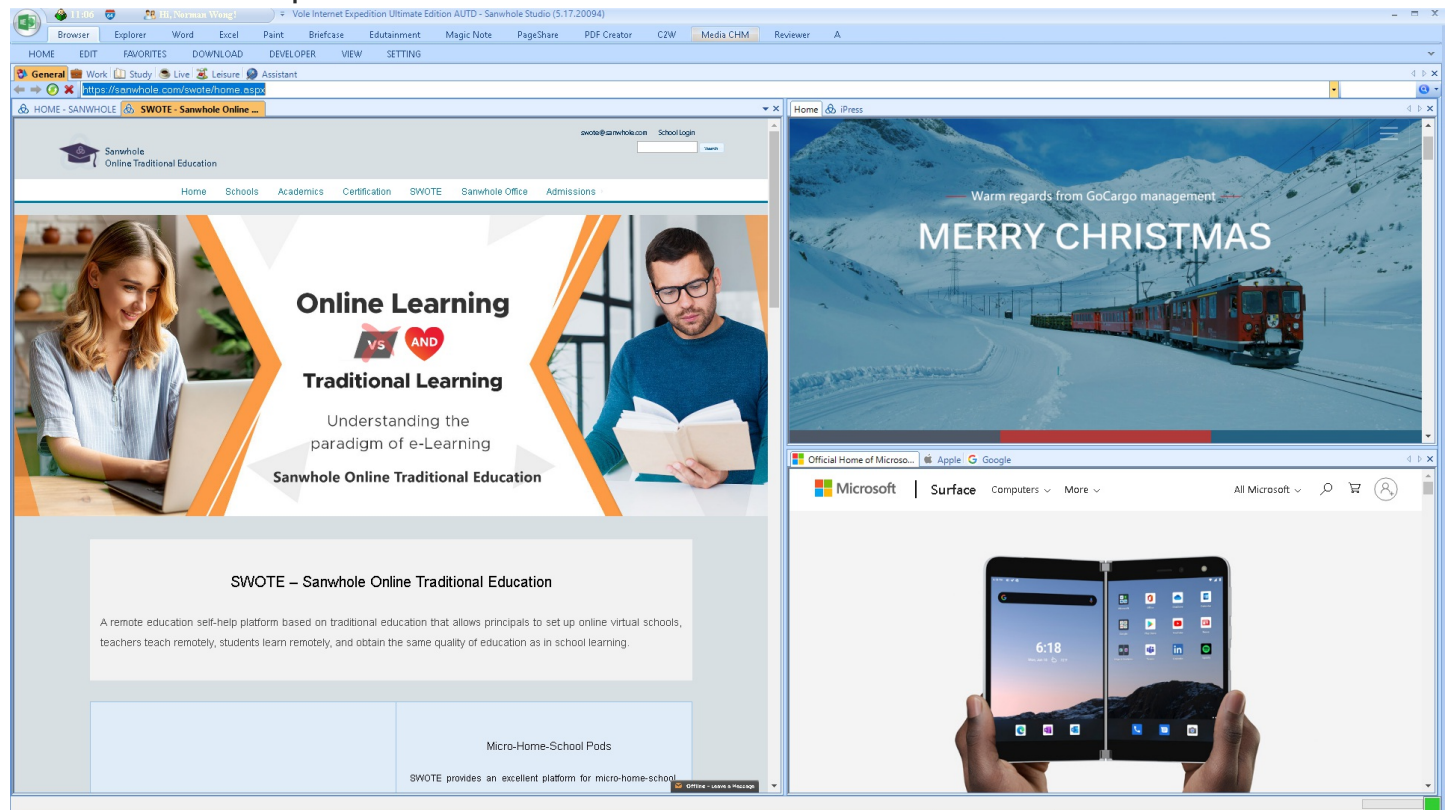 11:06 Hi, Norman Wong! Vole Internet Expedition Ultimate Edition AUTD - Sanwhole Studio (5.17.20094)
Browser Explorer Word Excel Paint Briefcase Edutainment Magic Note PageShare PDF Creator C2W Media CHM Reviewer A
HOME EDIT FAVORITES DOWNLOAD DEVELOPER VIEW SETTING
General Work Study Live Leisure Assistant
https://sanwhole.com/swote/home.aspx
HOME - SANWHOLE SWOTE - Sanwhole Online ...
swote@sanwhole.com School Login
Search
Sanwhole
Online Traditional Education
Home Schools Academics Certification SWOTE Sanwhole Office Admissions
Online Learning
VS AND
Traditional Learning
Understanding the
paradigm of e-Learning
Sanwhole Online Traditional Education
SWOTE – Sanwhole Online Traditional Education
A remote education self-help platform based on traditional education that allows principals to set up online virtual schools,
teachers teach remotely, students learn remotely, and obtain the same quality of education as in school learning.
Micro-Home-School Pods
SWOTE provides an excellent platform for micro-home-school
Offline - Leave a Message
Home iPress
Warm regards from GoCargo management
MERRY CHRISTMAS
Official Home of Microso... Apple Google
Microsoft Surface Computers More All Microsoft
6:18